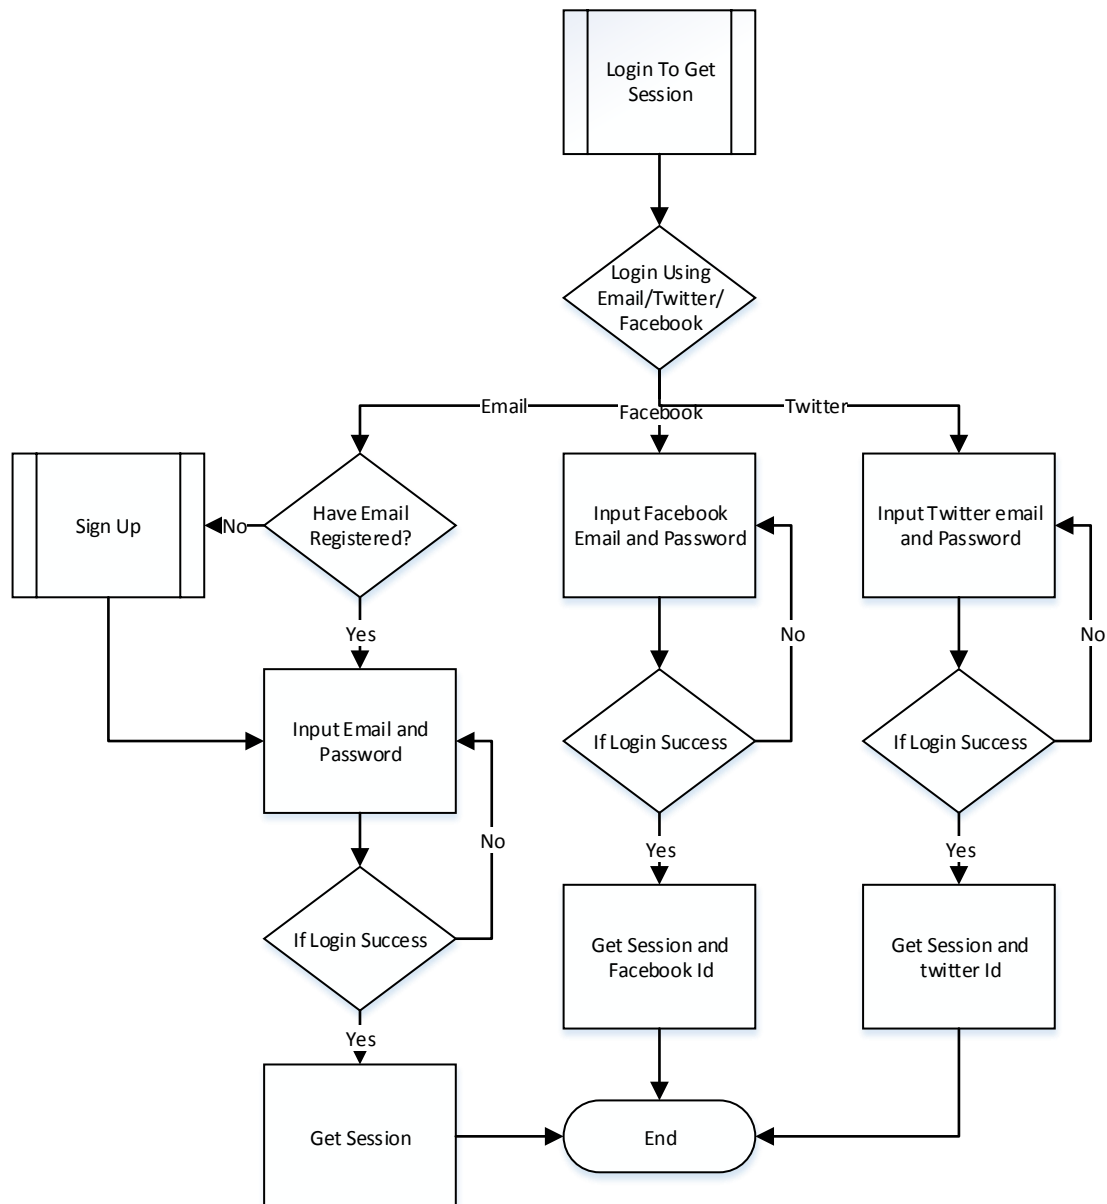 Login To Get
Session
Login Using
Email/Twitter/
Facebook
Email
Facebook
Twitter
Sign Up
No
Have Email
Registered?
Input Facebook
Email and Password
Input Twitter email
and Password
Yes
No
No
Input Email and
Password
If Login Success
If Login Success
No
Yes
Yes
If Login Success
Get Session and
Facebook Id
Get Session and
twitter Id
Yes
Get Session
End